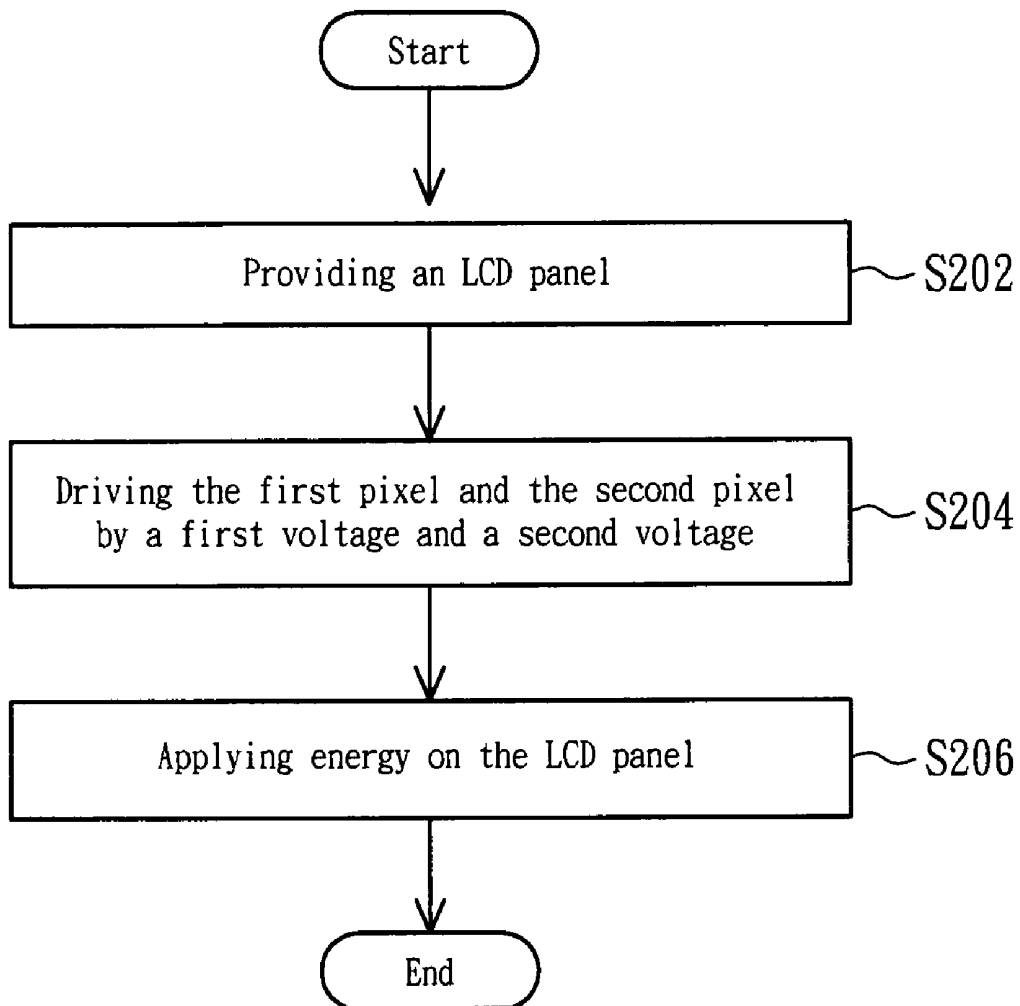 Start
Providing an LCD panel
S202
Driving the first pixel and the second pixel
by a first voltage and a second voltage
S204
Applying energy on the LCD panel
S206
End